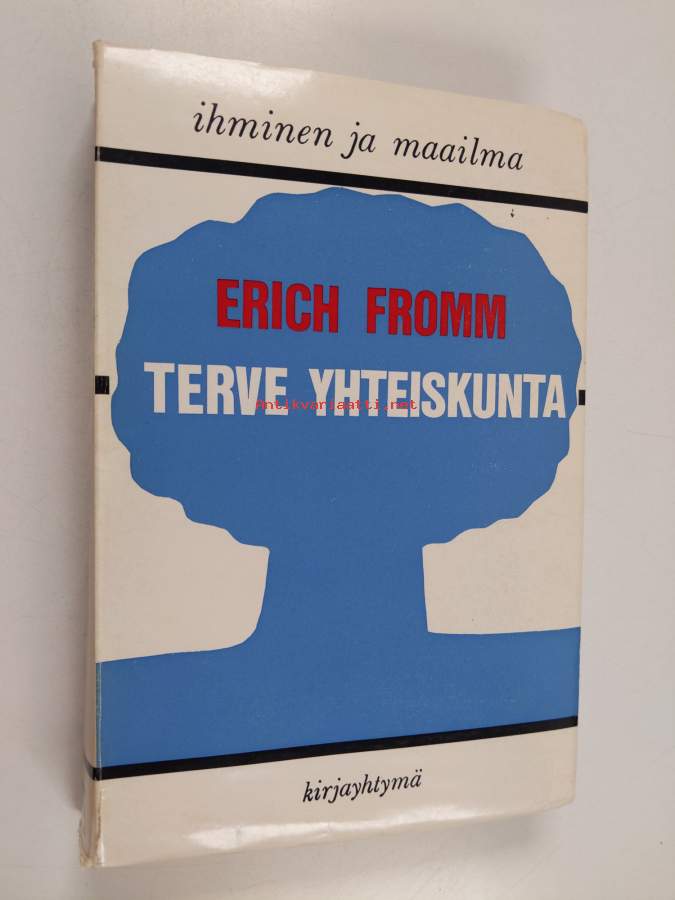 ihminen ja maailma
ERICH FROMM
TERVE YHTEISKUNTA
Antikvariaatti.net
kirjayhtymä